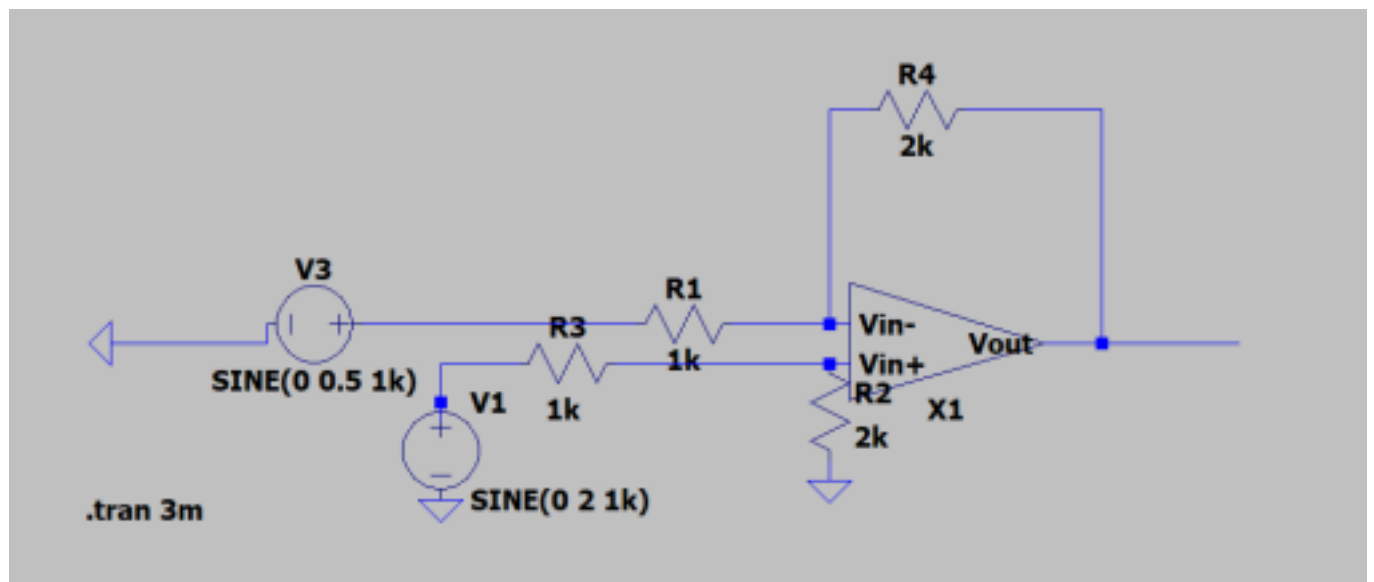 R4
2k
V3
R1
R3
Vin-
Vout
1k
Vin+
SINE(0 0.5 1k)
R2
V1
1k
X1
2k
SINE(0 2 1k)
.tran 3m